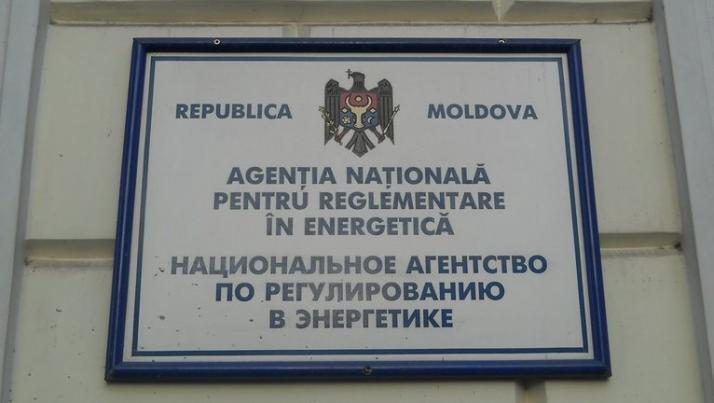 REPUBLICA MOLDOVA
AGENȚIA NAȚIONALĂ
PENTRU REGLEMENTARE
ÎN ENERGETICĂ
НАЦИОНАЛЬНОЕ АГЕНТСТВО
ПО РЕГУЛИРОВАНИЮ
В ЭНЕРГЕТИКЕ